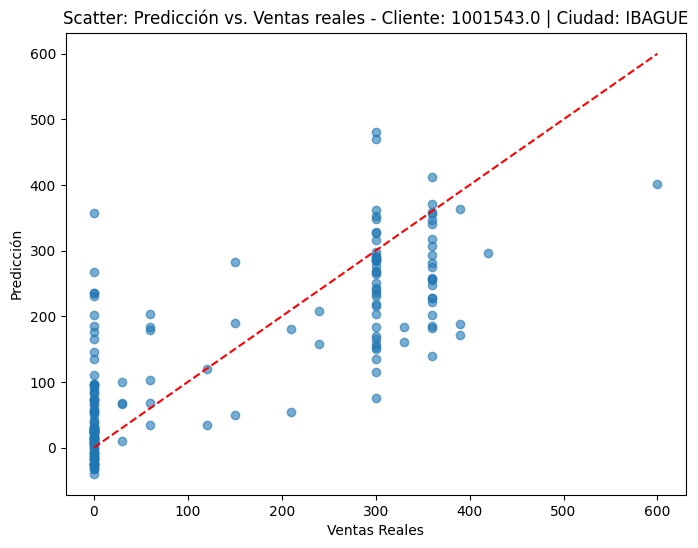 Scatter: Predicción vs. Ventas reales - Cliente: 1001543.0 | Ciudad: IBAGUE
600
500
400
300
200
100
0
Predicción
0 100 200 300 400 500 600
Ventas Reales